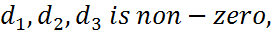 d₁, d₂, d₃ is non − zero,